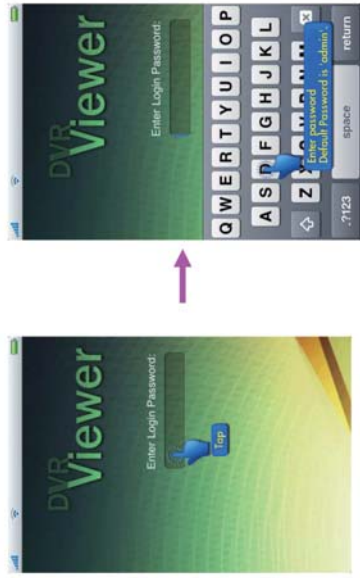 DVR
Viewer
Enter Login Password:
Tap
DVR
Viewer
Enter Login Password:
Q W E R T Y U I O P
A S D F G H J K L
Z X
Enter password
Default Password is 'admin'.
.?123 space return